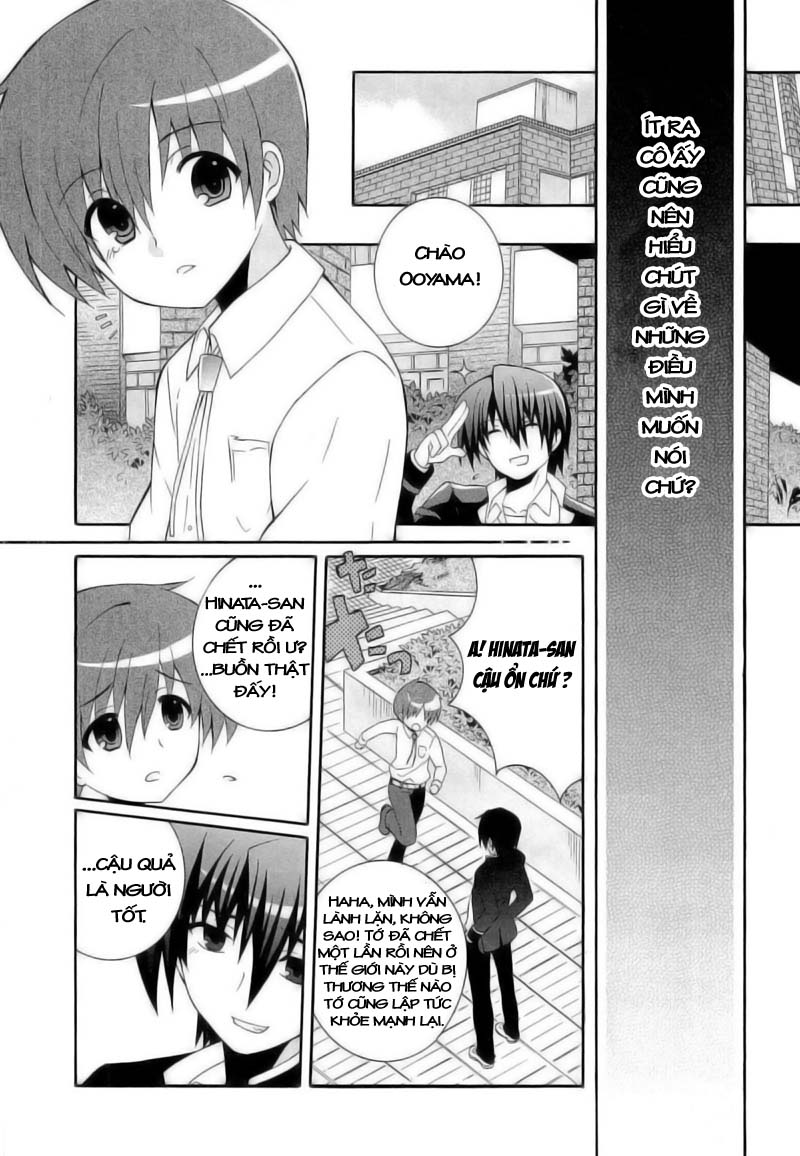 ÍT RA
CÔ ẤY
CŨNG
NÊN
HIỂU
CHÚT
GÌ VỀ
NHỮNG
ĐIỀU
MÌNH
MUỐN
NÓI
CHỨ?
CHÀO
OOYAMA!
A! HINATA-SAN
CẬU ỔN CHỨ ?
HAHA, MÌNH VẪN
LÀNH LẶN, KHÔNG
SAO! TỚ ĐÃ CHẾT
MỘT LẦN RỒI NÊN Ở
THẾ GIỚI NÀY DÙ BỊ
THƯƠNG THẾ NÀO
TỚ CŨNG LẬP TỨC
KHỎE MẠNH LẠI.
...
HINATA-SAN
CŨNG ĐÃ
CHẾT RỒI Ư?
...BUỒN THẬT
ĐẤY!
...CẬU QUẢ
LÀ NGƯỜI
TỐT.